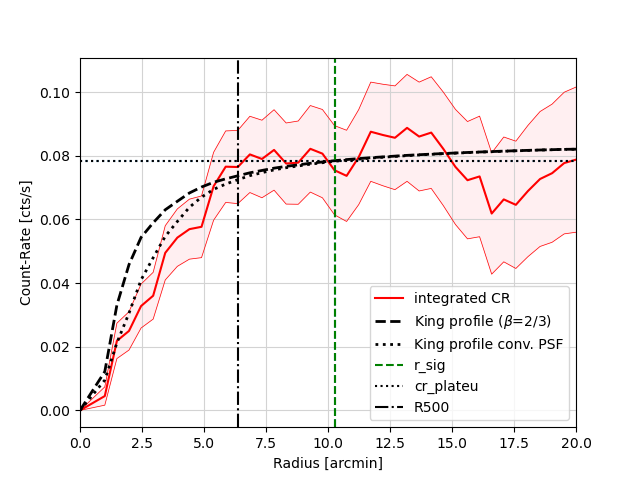 0.10
0.08
0.06
0.04
0.02
0.00
Count-Rate [cts/s]
integrated CR
King profile (β=2/3)
King profile conv. PSF
r_sig
cr_plateu
R500
0.0 2.5 5.0 7.5 10.0 12.5 15.0 17.5 20.0
Radius [arcmin]